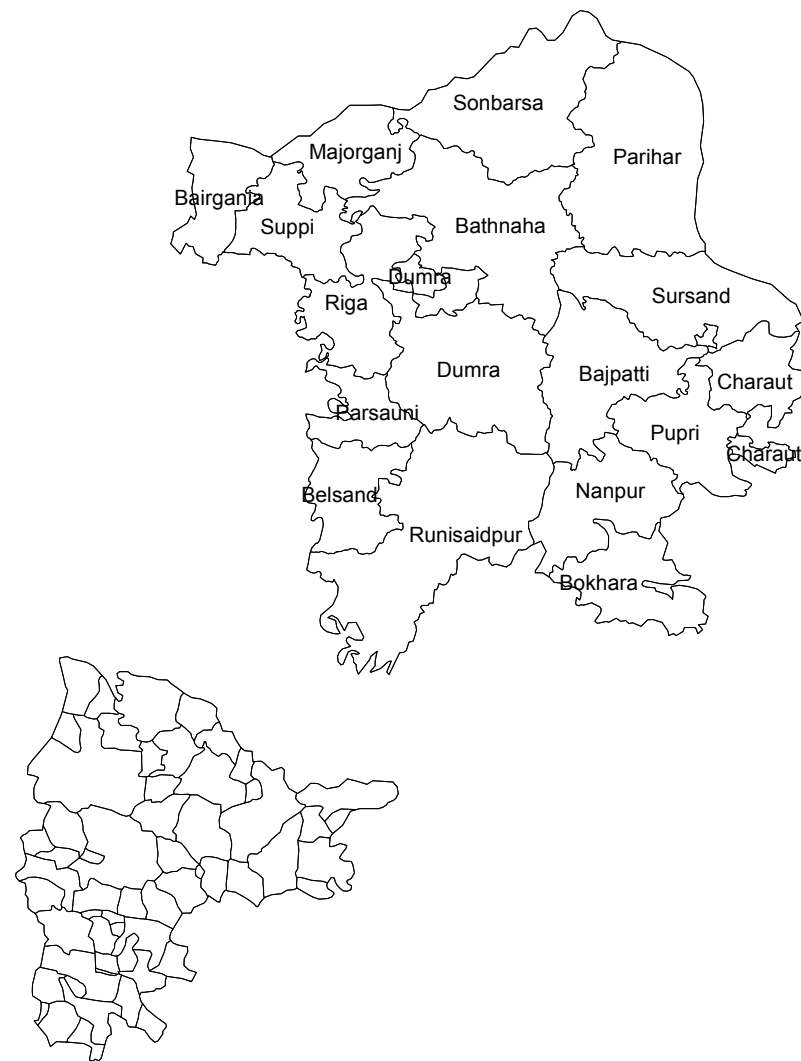 Sonbarsa
Majorganj
Parihar
Bairgania
Suppi
Bathnaha
Dumra
Riga
Sursand
Dumra
Bajpatti
Charaut
Parsauni
Pupri
Charaut
Belsand
Nanpur
Runisaidpur
Bokhara